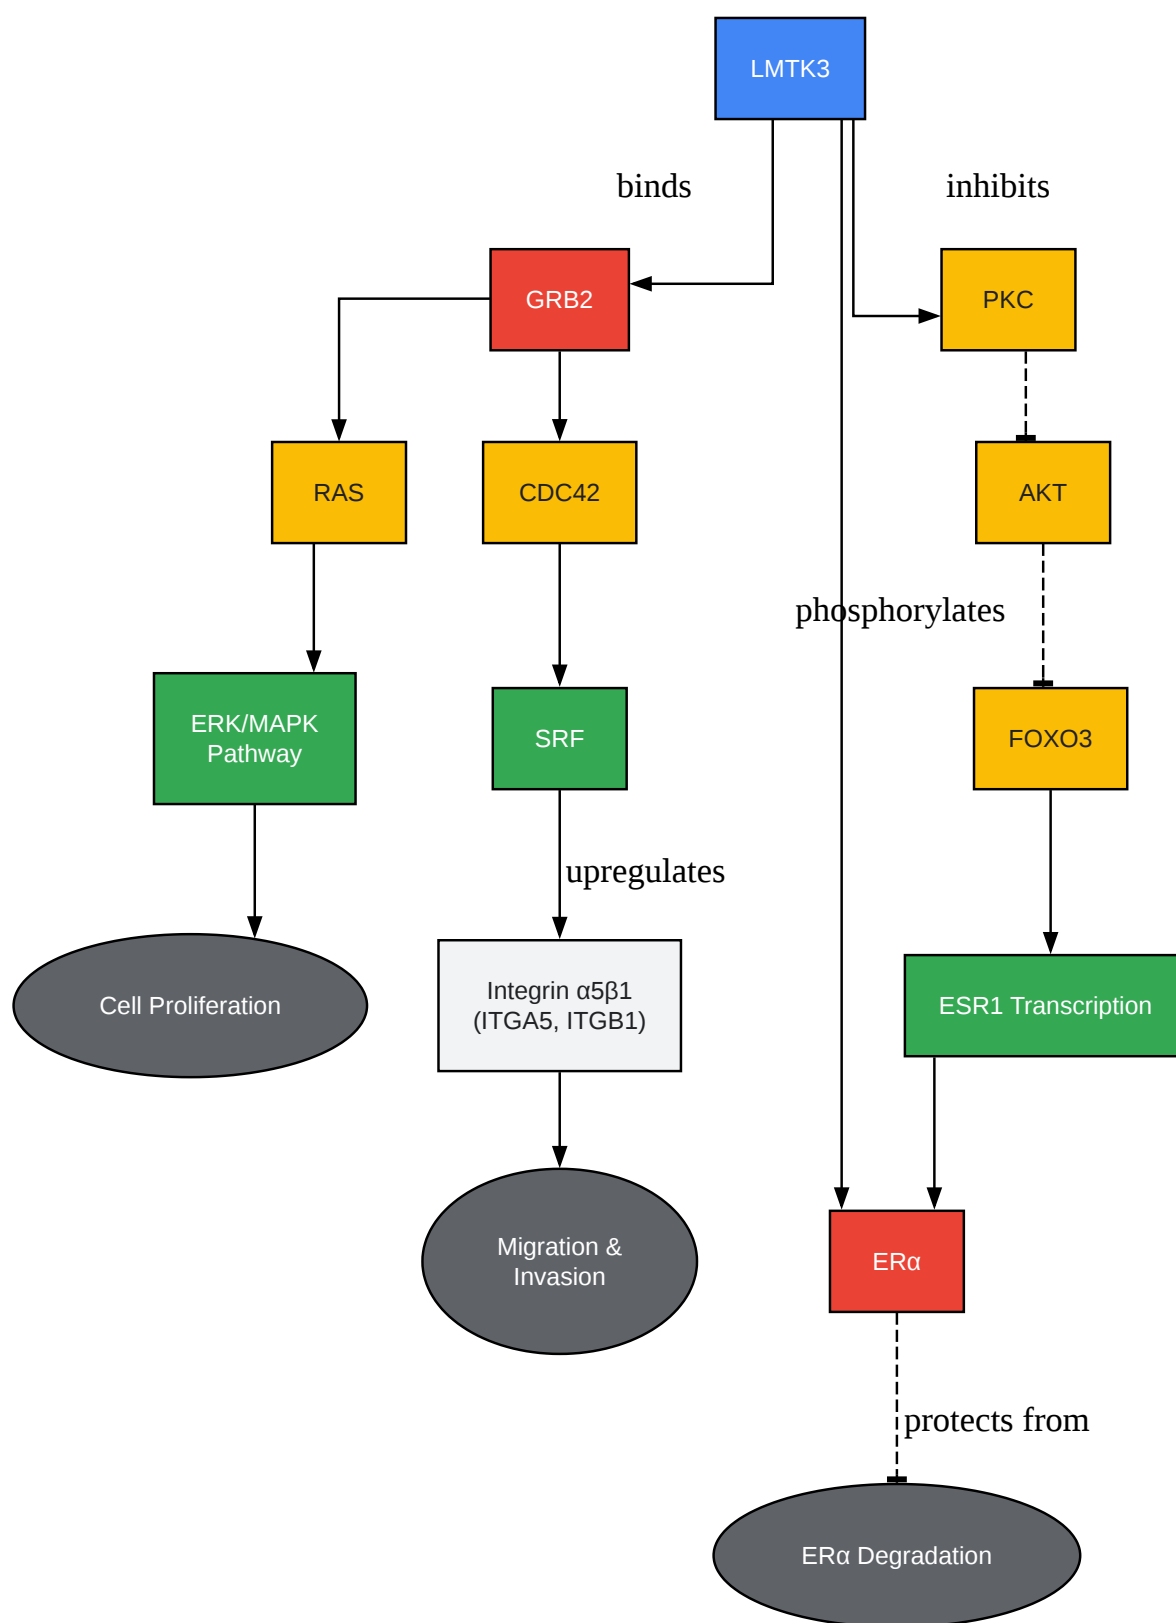 LMTK3
binds
inhibits
GRB2
PKC
RAS
CDC42
AKT
phosphorylates
ERK/MAPK
Pathway
SRF
FOXO3
upregulates
Cell Proliferation
Integrin α5β1
(ITGA5, ITGB1)
ESR1 Transcription
Migration &
Invasion
ERα
protects from
ERα Degradation